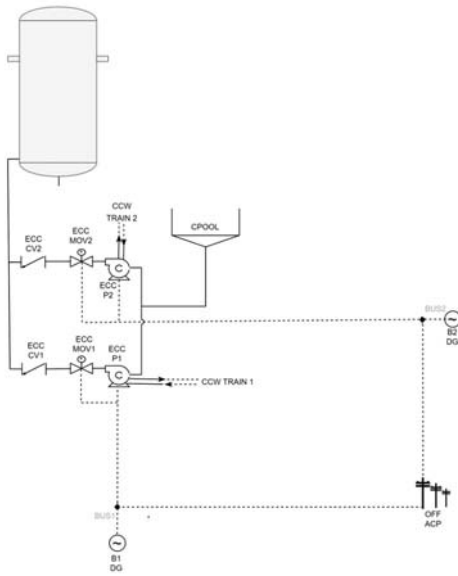 CCW
TRAIN 2
CPOOL
ECC
CV2
ECC
MOV2
C
ECC
P2
BUS2
B2
DG
ECC
CV1
ECC
MOV1
ECC
P1
C
CCW TRAIN 1
OFF
ACP
BUS1
B1
DG